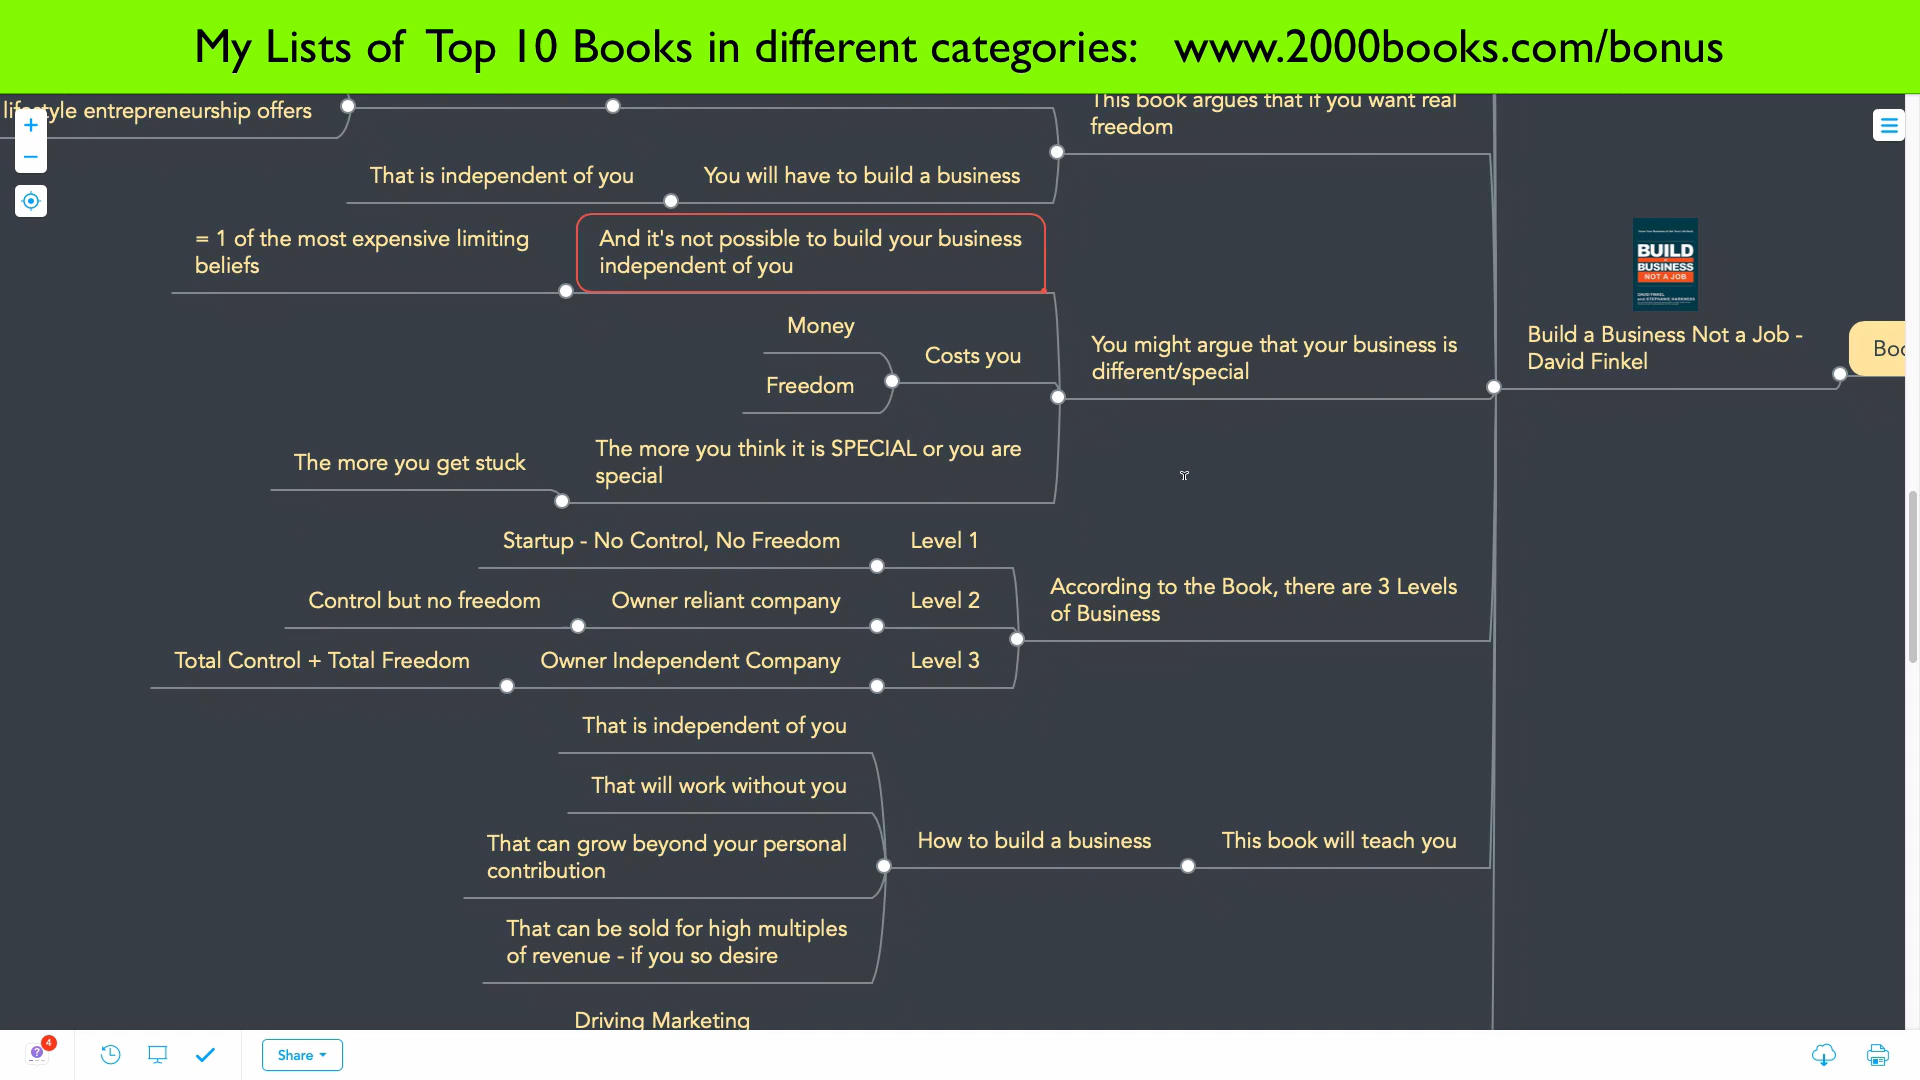 My Lists of Top 10 Books in different categories: www.2000books.com/bonus
lifestyle entrepreneurship offers
This book argues that if you want real
freedom
That is independent of you
You will have to build a business
= 1 of the most expensive limiting
beliefs
And it's not possible to build your business
independent of you
Money
Costs you
Freedom
You might argue that your business is
different/special
The more you think it is SPECIAL or you are
special
The more you get stuck
BUILD
BUSINESS
NOT A JOB
Build a Business Not a Job -
David Finkel
Boo
Startup - No Control, No Freedom
Level 1
Control but no freedom
Owner reliant company
Level 2
Total Control + Total Freedom
Owner Independent Company
Level 3
According to the Book, there are 3 Levels
of Business
That is independent of you
That will work without you
That can grow beyond your personal
contribution
That can be sold for high multiples
of revenue - if you so desire
How to build a business
This book will teach you
Driving Marketing
4
Share